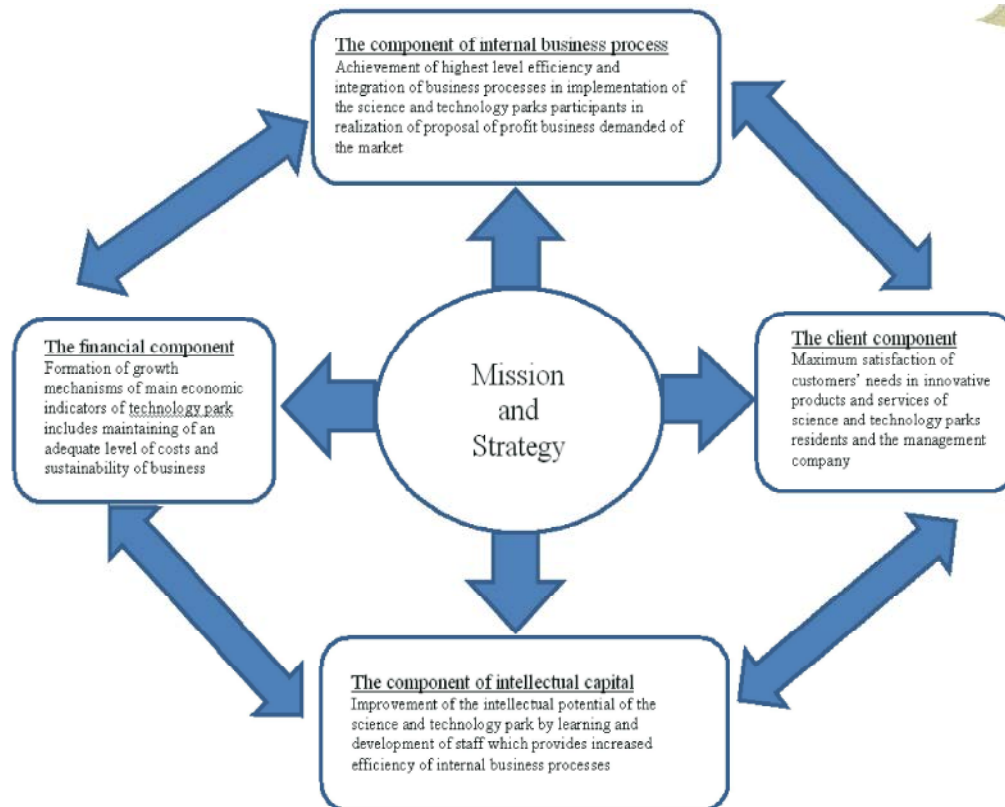 The component of internal business process
Achievement of highest level efficiency and
integration of business processes in implementation of
the science and technology parks participants in
realization of proposal of profit business demanded of
the market
The financial component
Formation of growth
mechanisms of main economic
indicators of technology park
includes maintaining of an
adequate level of costs and
sustainability of business
Mission
and
Strategy
The client component
Maximum satisfaction of
customers’ needs in innovative
products and services of
science and technology parks
residents and the management
company
The component of intellectual capital
Improvement of the intellectual potential of the
science and technology park by learning and
development of staff which provides increased
efficiency of internal business processes